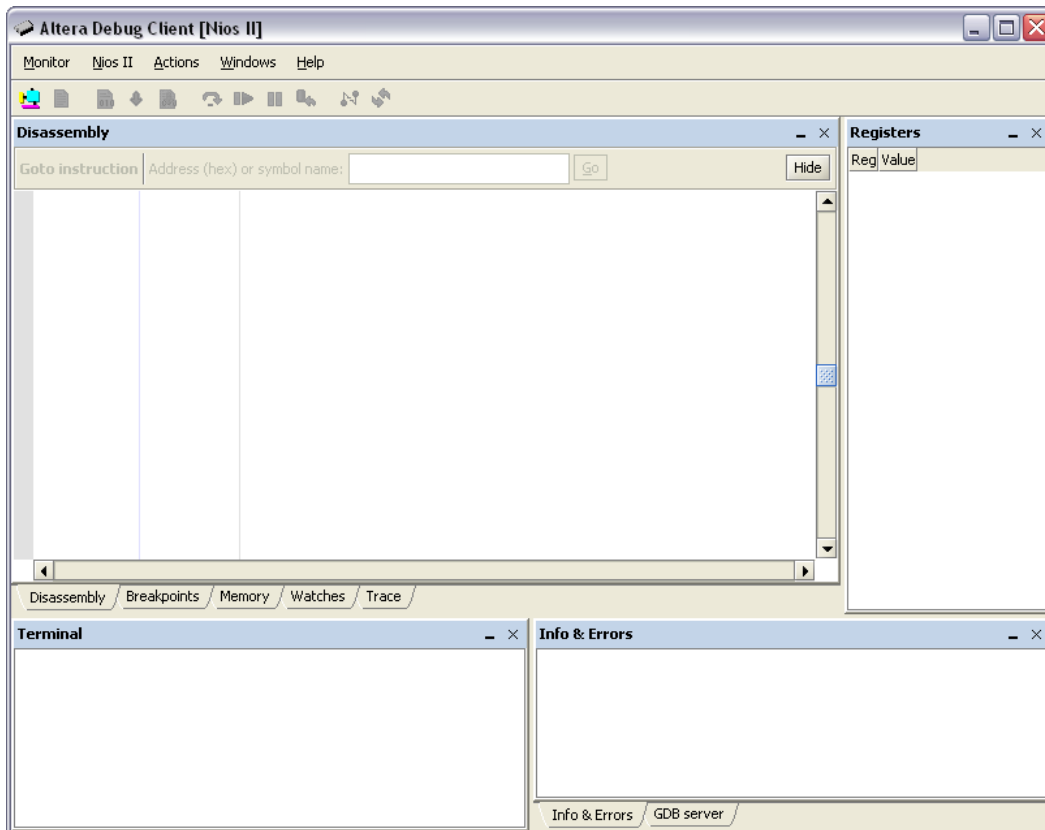 Altera Debug Client [Nios II]
Monitor Nios II Actions Windows Help
Disassembly
Registers
Goto instruction Address (hex) or symbol name: Go Hide
Reg Value
Disassembly Breakpoints Memory Watches Trace
Terminal
Info & Errors
Info & Errors GDB server